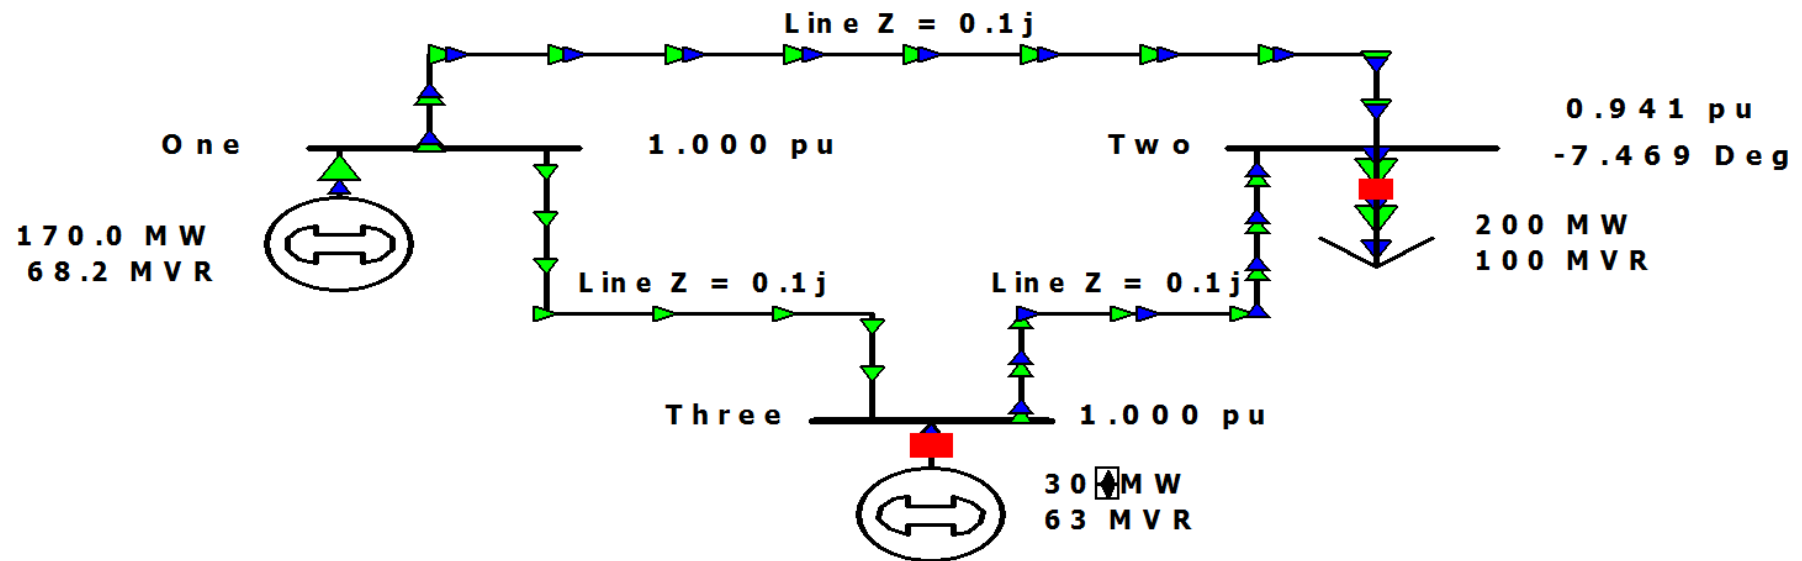 Line Z = 0.1j
0.941 pu
One
1.000 pu
Two
-7.469 Deg
170.0 MW
68.2 MVR
200 MW
100 MVR
Line Z = 0.1j
Line Z = 0.1j
Three
1.000 pu
30 MW
63 MVR